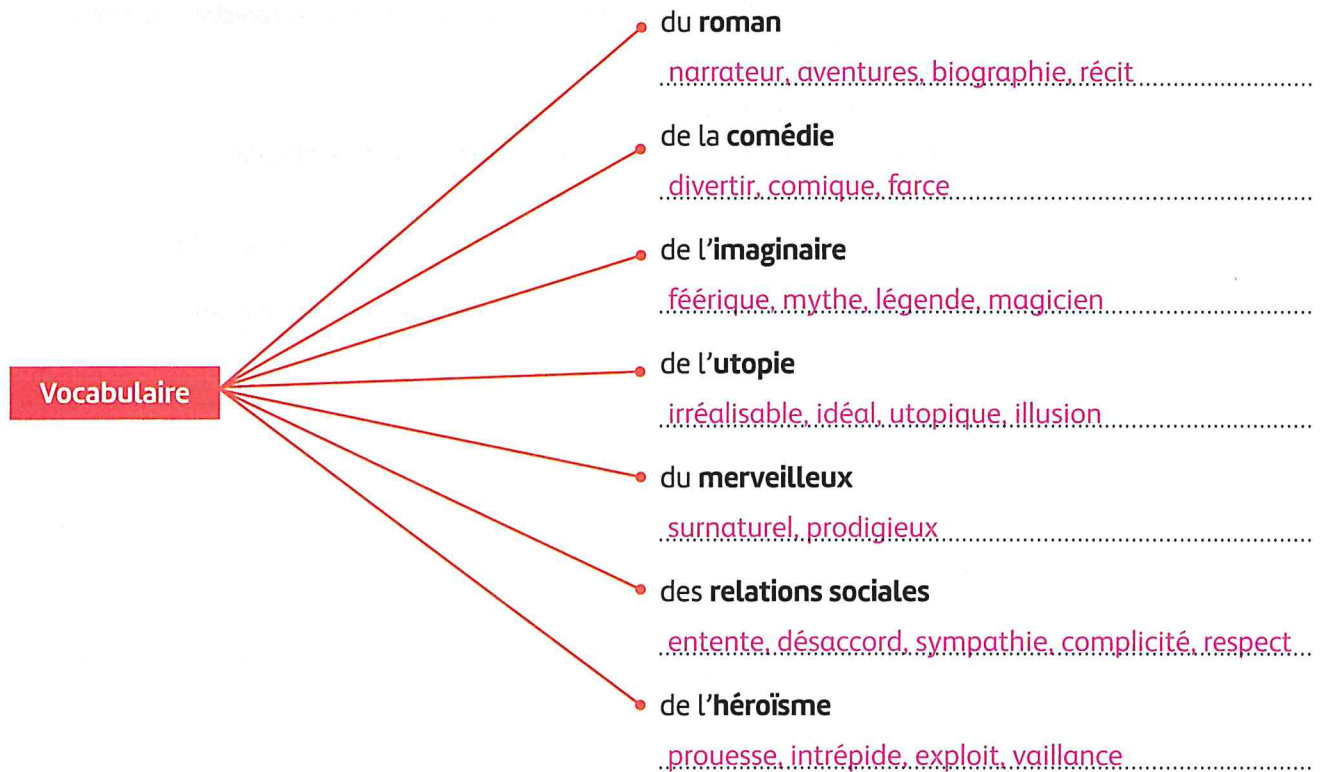 du roman
narrateur, aventures, biographie, récit
de la comédie
divertir, comique, farce
de l'imaginaire
féérique, mythe, légende, magicien
de l'utopie
Vocabulaire
irréalisable, idéal, utopique, illusion
du merveilleux
surnaturel, prodigieux
des relations sociales
entente, désaccord, sympathie, complicité, respect
de l'héroïsme
prouesse, intrépide, exploit, vaillance